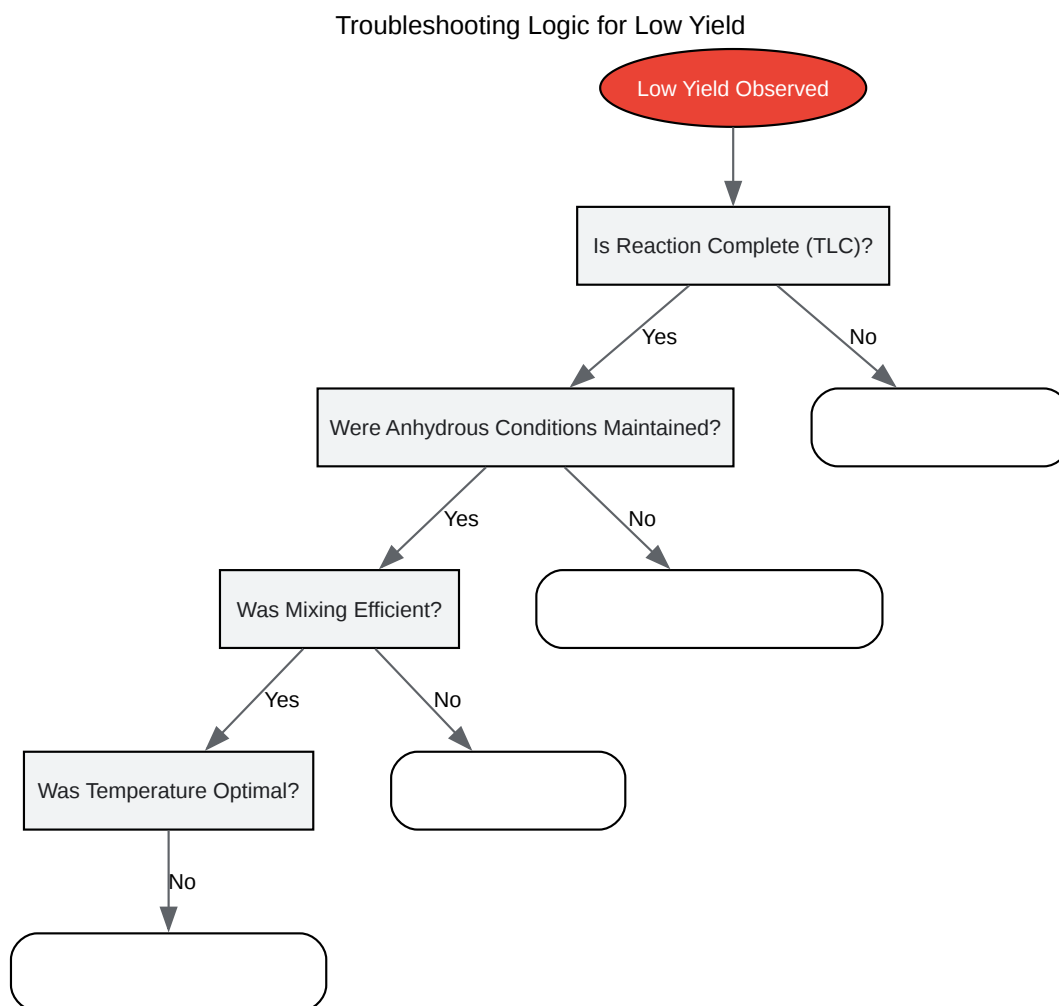 Troubleshooting Logic for Low Yield
Low Yield Observed
Is Reaction Complete (TLC)?
Yes
No
Were Anhydrous Conditions Maintained?
Yes
No
Was Mixing Efficient?
Yes
No
Was Temperature Optimal?
No